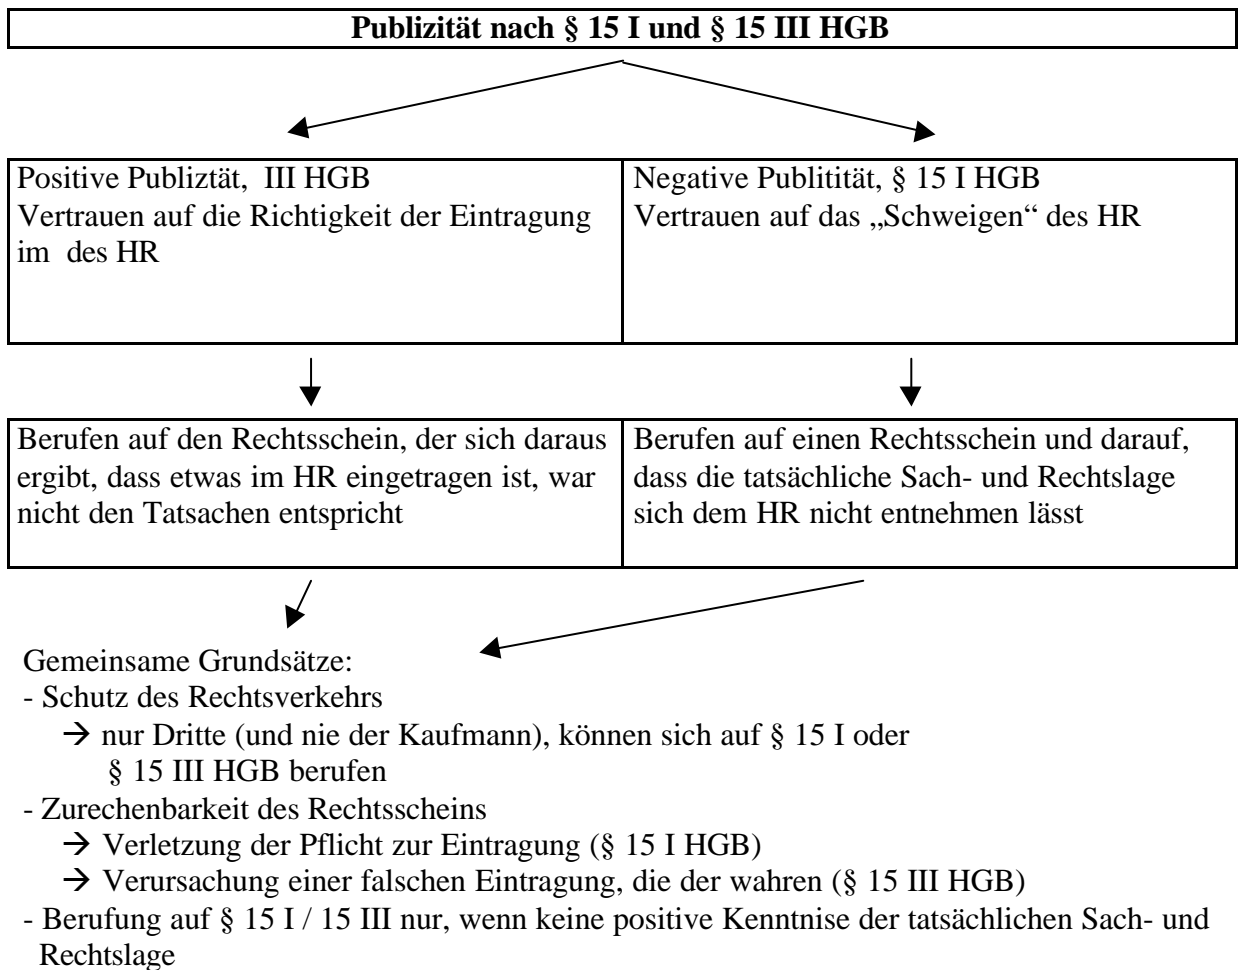 Publizität nach § 15 I und § 15 III HGB
Positive Publiztät,  III HGB
Vertrauen auf die Richtigkeit der Eintragung
im  des HR
Negative Publitität, § 15 I HGB
Vertrauen auf das „Schweigen“ des HR
Berufen auf den Rechtsschein, der sich daraus
ergibt, dass etwas im HR eingetragen ist, war
nicht den Tatsachen entspricht
Berufen auf einen Rechtsschein und darauf,
dass die tatsächliche Sach- und Rechtslage
sich dem HR nicht entnehmen lässt
Gemeinsame Grundsätze:
- Schutz des Rechtsverkehrs
→ nur Dritte (und nie der Kaufmann), können sich auf § 15 I oder
§ 15 III HGB berufen
- Zurechenbarkeit des Rechtsscheins
→ Verletzung der Pflicht zur Eintragung (§ 15 I HGB)
→ Verursachung einer falschen Eintragung, die der wahren (§ 15 III HGB)
- Berufung auf § 15 I / 15 III nur, wenn keine positive Kenntnise der tatsächlichen Sach- und
Rechtslage